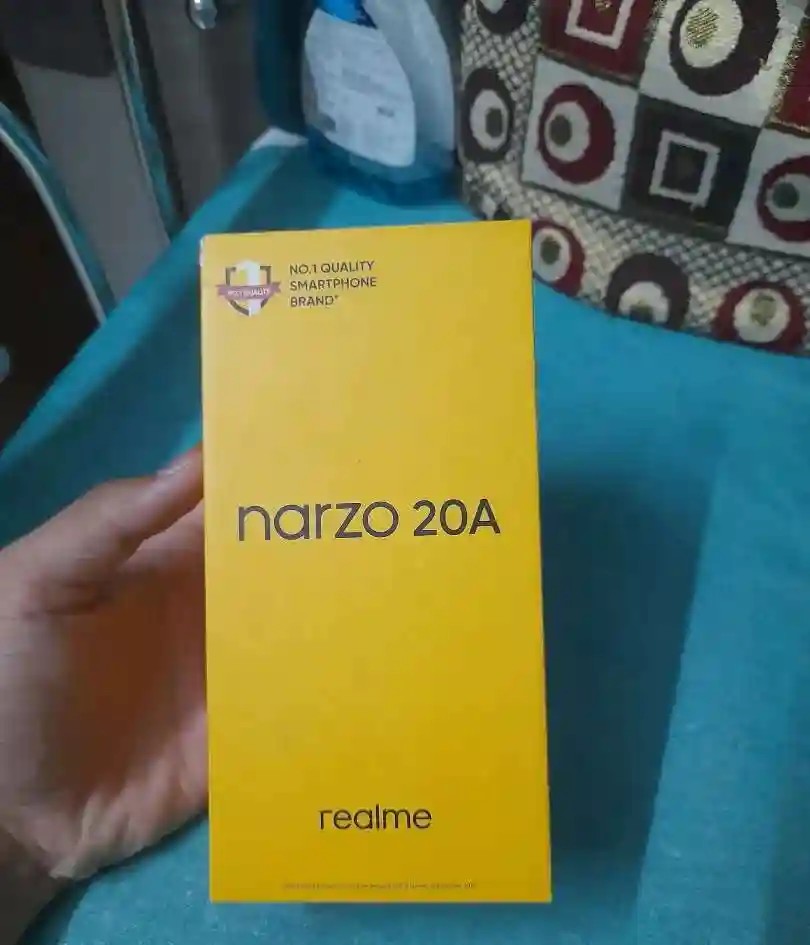 NO.1 QUALITY
SMARTPHONE
BRAND*
narzo 20A
realme